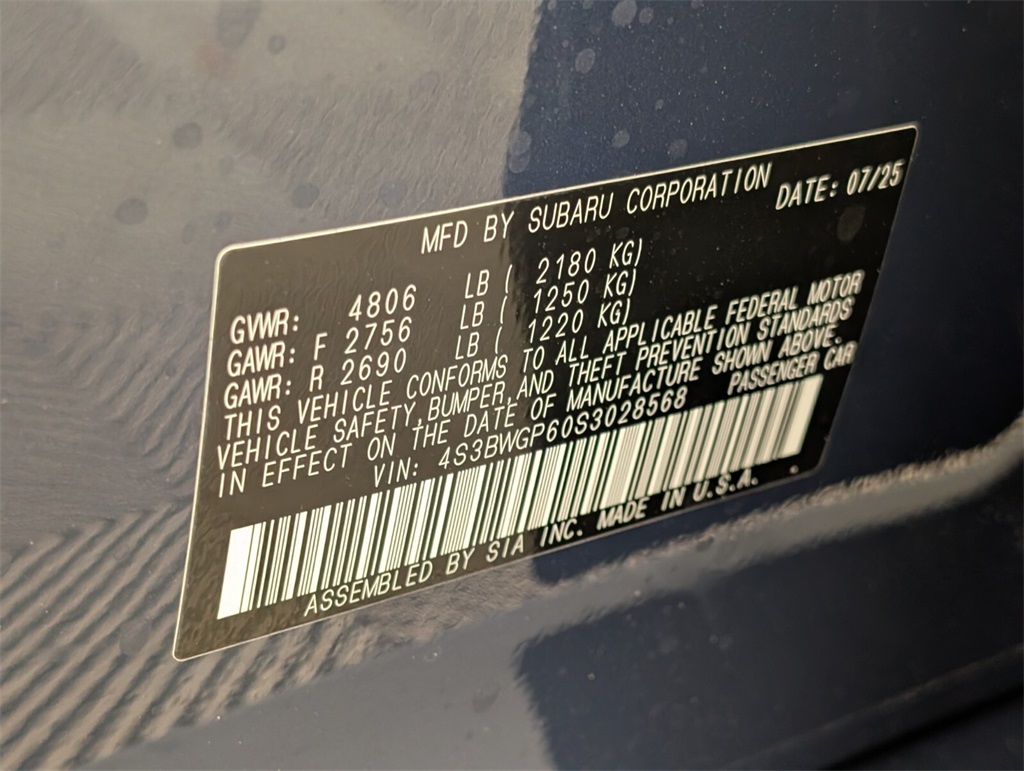 MFD BY SUBARU CORPORATION DATE: 07/25
GVWR: 4806 LB ( 2180 KG)
GAWR: F 2756 LB ( 1250 KG)
GAWR: R 2690 LB ( 1220 KG)
THIS VEHICLE CONFORMS TO ALL APPLICABLE FEDERAL MOTOR
VEHICLE SAFETY, BUMPER, AND THEFT PREVENTION STANDARDS
IN EFFECT ON THE DATE OF MANUFACTURE SHOWN ABOVE.
VIN: 4S3BWGP60S3028568 PASSENGER CAR
ASSEMBLED BY SIA INC. MADE IN U.S.A.